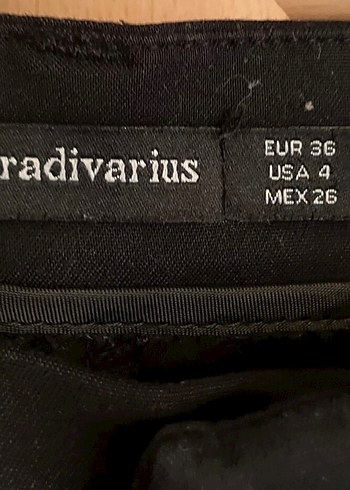 radivarius
EUR 36
USA 4
MEX 26